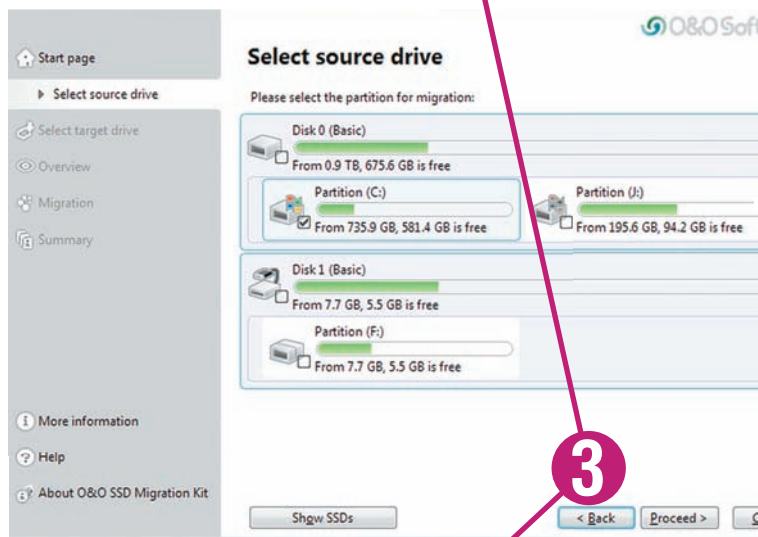 O&O Soft
Start page
Select source drive
Select target drive
Overview
Migration
Summary
Select source drive
Please select the partition for migration:
Disk 0 (Basic)
From 0.9 TB, 675.6 GB is free
Partition (C:)
From 735.9 GB, 581.4 GB is free
Partition (J:)
From 195.6 GB, 94.2 GB is free
Disk 1 (Basic)
From 7.7 GB, 5.5 GB is free
Partition (F:)
From 7.7 GB, 5.5 GB is free
More information
Help
About O&O SSD Migration Kit
3
Show SSDs
< Back
Proceed >